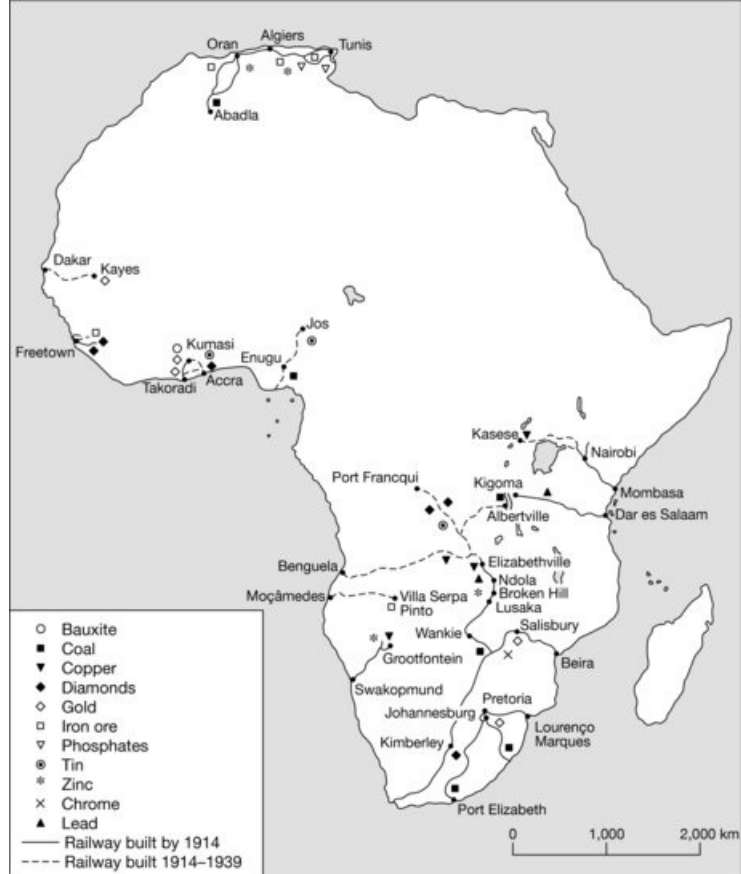 Algiers
Oran
Tunis
Abadla
Dakar
Kayes
Freetown
Kumasi
Takoradi
Accra
Enugu
Jos
Kasese
Nairobi
Port Francqui
Kigoma
Mombasa
Albertville
Dar es Salaam
Benguela
Elizabethville
Moçâmedes
Villa Serpa
Pinto
Ndola
Broken Hill
Lusaka
Wankie
Salisbury
Grootfontein
Beira
Swakopmund
Pretoria
Johannesburg
Lourenço
Marques
Kimberley
Port Elizabeth
Bauxite
Coal
Copper
Diamonds
Gold
Iron ore
Phosphates
Tin
Zinc
Chrome
Lead
Railway built by 1914
Railway built 1914–1939
0 1,000 2,000 km